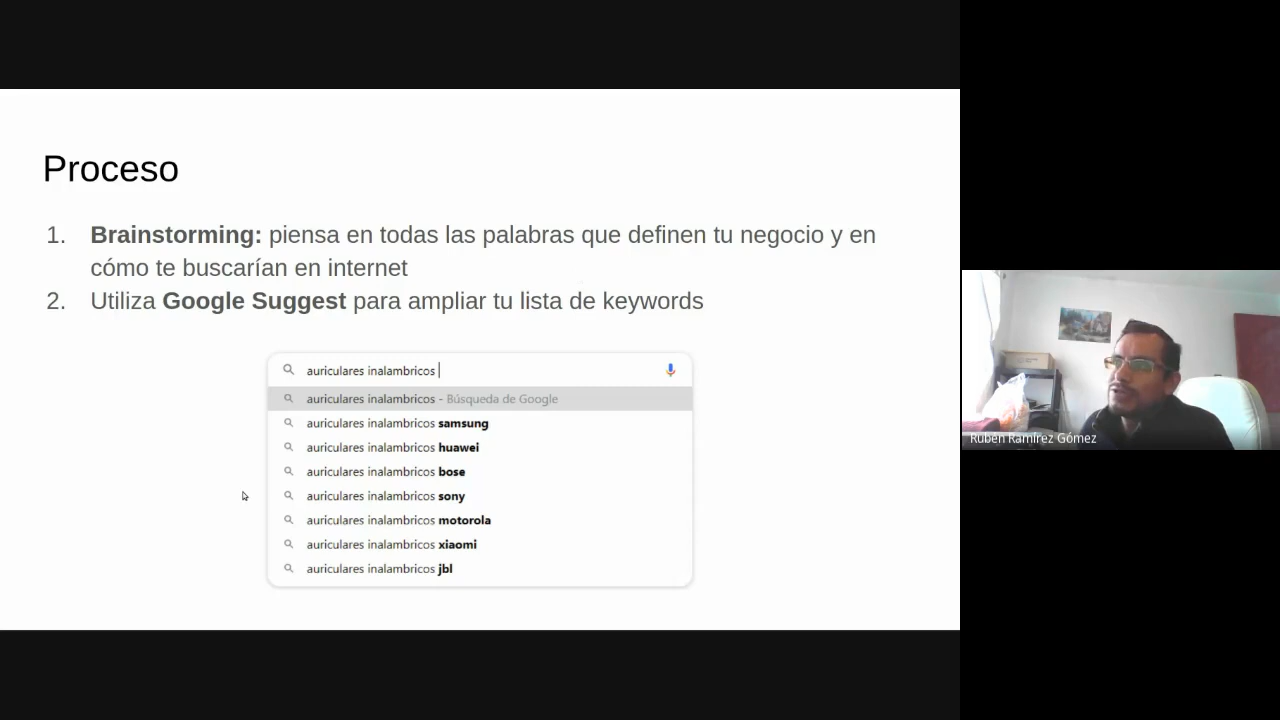 Proceso
1. Brainstorming: piensa en todas las palabras que definen tu negocio y en
cómo te buscarían en internet
2. Utiliza Google Suggest para ampliar tu lista de keywords
auriculares inalambricos
auriculares inalambricos - Búsqueda de Google
auriculares inalambricos samsung
auriculares inalambricos huawei
auriculares inalambricos bose
auriculares inalambricos sony
auriculares inalambricos motorola
auriculares inalambricos xiaomi
auriculares inalambricos jbl
Rubén Ramírez Gómez